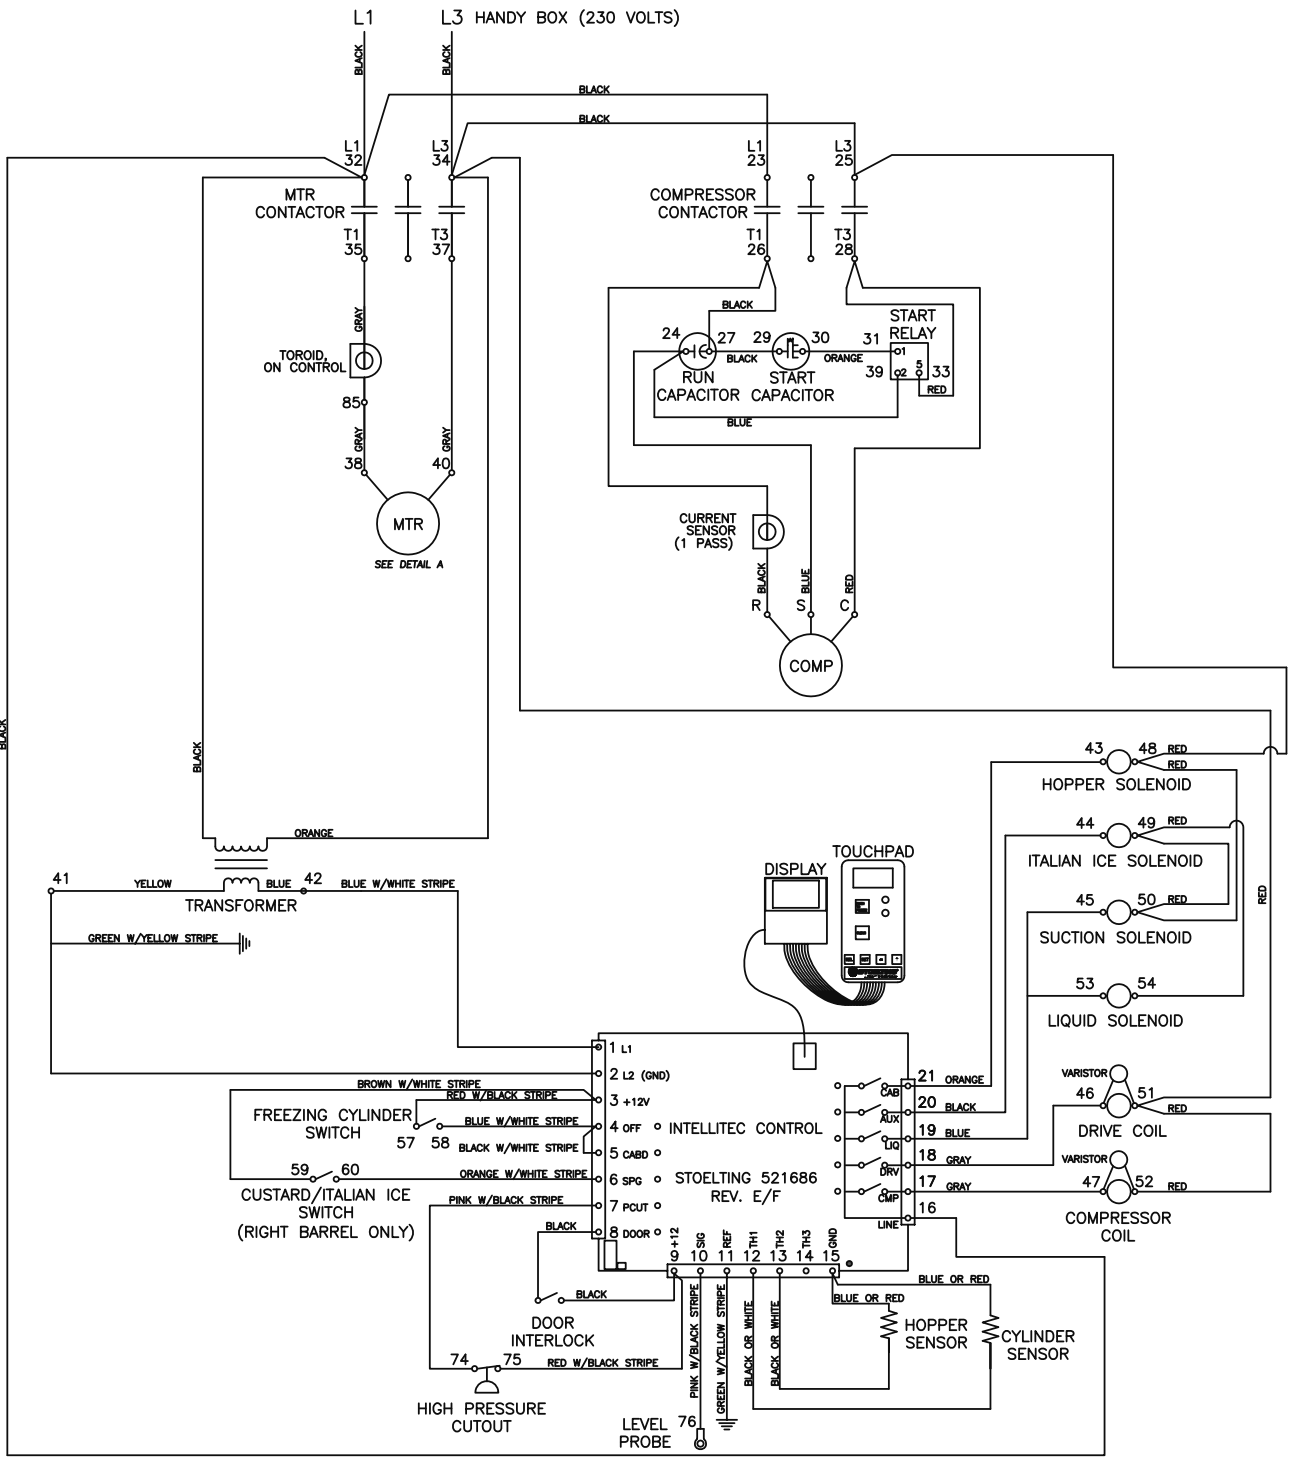 L1
L3 HANDY BOX (230 VOLTS)
BLACK
BLACK
BLACK
BLACK
L1
32
L3
34
L1
23
L3
25
MTR
CONTACTOR
COMPRESSOR
CONTACTOR
T1
35
T3
37
T1
26
T3
28
GRAY
BLACK
START
RELAY
24
27
29
30
31
1
BLACK
ORANGE
TOROID,
ON CONTROL
RUN
CAPACITOR
START
CAPACITOR
39
2
5
33
RED
BLUE
85
GRAY
GRAY
38
40
MTR
SEE DETAIL A
CURRENT
SENSOR
(1 PASS)
BLACK
BLUE
RED
R
S
C
COMP
BLACK
BLACK
43
48
RED
RED
HOPPER SOLENOID
ORANGE
44
49
RED
ITALIAN ICE SOLENOID
TOUCHPAD
DISPLAY
41
YELLOW
BLUE
42
BLUE W/WHITE STRIPE
TRANSFORMER
RED
45
50
RED
SUCTION SOLENOID
GREEN W/YELLOW STRIPE
53
54
LIQUID SOLENOID
1 L1
2 L2 (GND)
3 +12V
4 OFF
5 CABD
6 SPG
7 PCUT
8 DOOR
BROWN W/WHITE STRIPE
RED W/BLACK STRIPE
FREEZING CYLINDER
SWITCH
57
58
BLUE W/WHITE STRIPE
BLACK W/WHITE STRIPE
59
60
ORANGE W/WHITE STRIPE
CUSTARD/ITALIAN ICE
SWITCH
(RIGHT BARREL ONLY)
PINK W/BLACK STRIPE
BLACK
INTELLITEC CONTROL
STOELTING 521686
REV. E/F
CAB
21
ORANGE
AUX
20
BLACK
LIQ
19
BLUE
DRV
18
GRAY
CMP
17
GRAY
LINE
16
VARISTOR
46
51
RED
DRIVE COIL
VARISTOR
47
52
RED
COMPRESSOR
COIL
+12
SIG
REF
TH1
TH2
TH3
GND
9
10
11
12
13
14
15
BLACK
DOOR
INTERLOCK
BLUE OR RED
BLUE OR RED
HOPPER
SENSOR
CYLINDER
SENSOR
74
75
RED W/BLACK STRIPE
HIGH PRESSURE
CUTOUT
PINK W/BLACK STRIPE
GREEN W/YELLOW STRIPE
BLACK OR WHITE
BLACK OR WHITE
LEVEL
PROBE
76